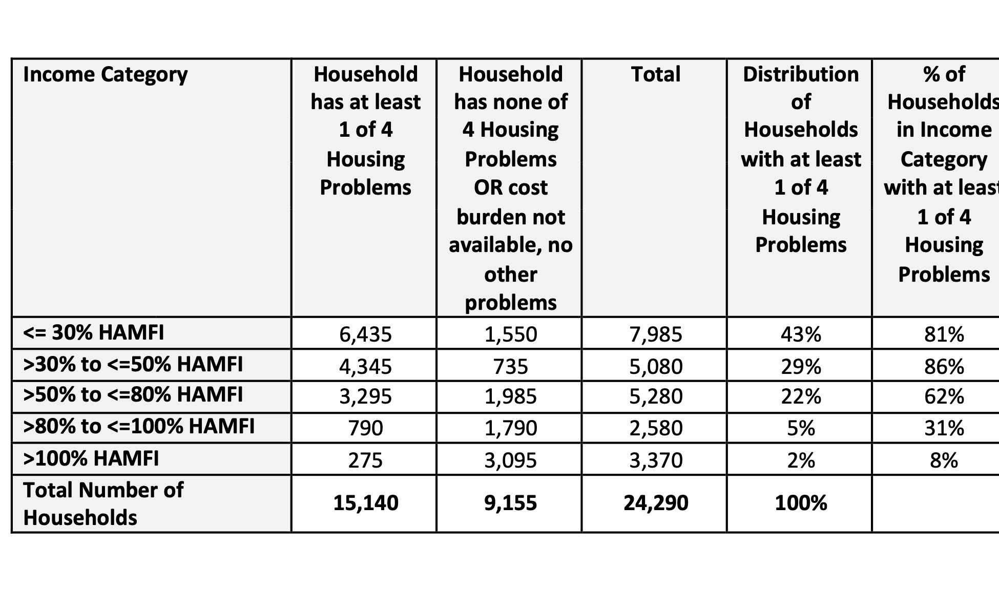 Income Category
Household
has at least
1 of 4
Housing
Problems
Household
has none of
4 Housing
Problems
OR cost
burden not
available, no
other
problems
Total
Distribution
of
Households
with at least
1 of 4
Housing
Problems
% of
Households
in Income
Category
with at least
1 of 4
Housing
Problems
<= 30% HAMFI 6,435 1,550 7,985 43% 81%
>30% to <=50% HAMFI 4,345 735 5,080 29% 86%
>50% to <=80% HAMFI 3,295 1,985 5,280 22% 62%
>80% to <=100% HAMFI 790 1,790 2,580 5% 31%
>100% HAMFI 275 3,095 3,370 2% 8%
Total Number of
Households 15,140 9,155 24,290 100%